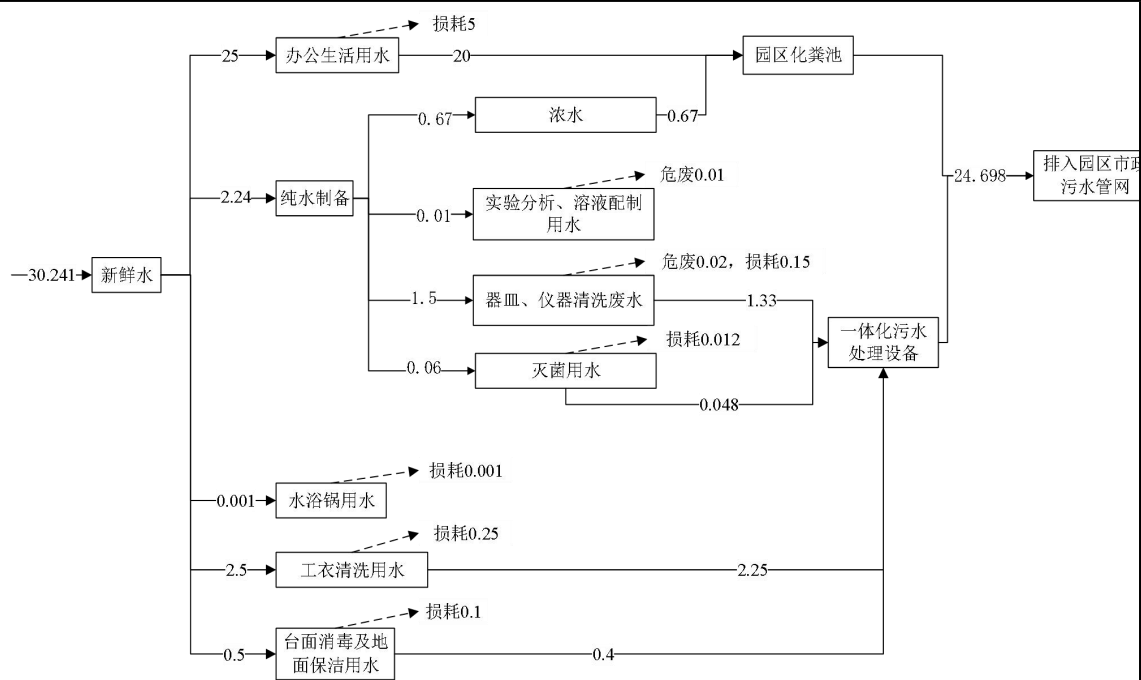 损耗5
25
办公生活用水
20
园区化粪池
0.67
浓水
0.67
危废0.01
排入园区市政
污水管网
24.698
2.24
纯水制备
0.01
实验分析、溶液配制
用水
30.241
新鲜水
危废0.02，损耗0.15
1.5
器皿、仪器清洗废水
1.33
一体化污水
处理设备
损耗0.012
0.06
灭菌用水
0.048
损耗0.001
0.001
水浴锅用水
损耗0.25
2.5
工衣清洗用水
2.25
损耗0.1
0.5
台面消毒及地
面保洁用水
0.4